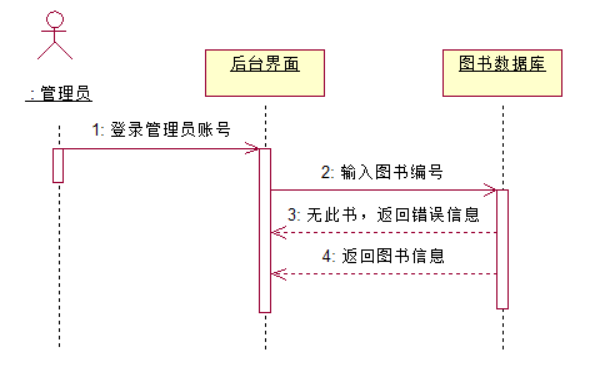 后台界面
图书数据库
: 管理员
1: 登录管理员账号
2: 输入图书编号
3: 无此书，返回错误信息
4: 返回图书信息